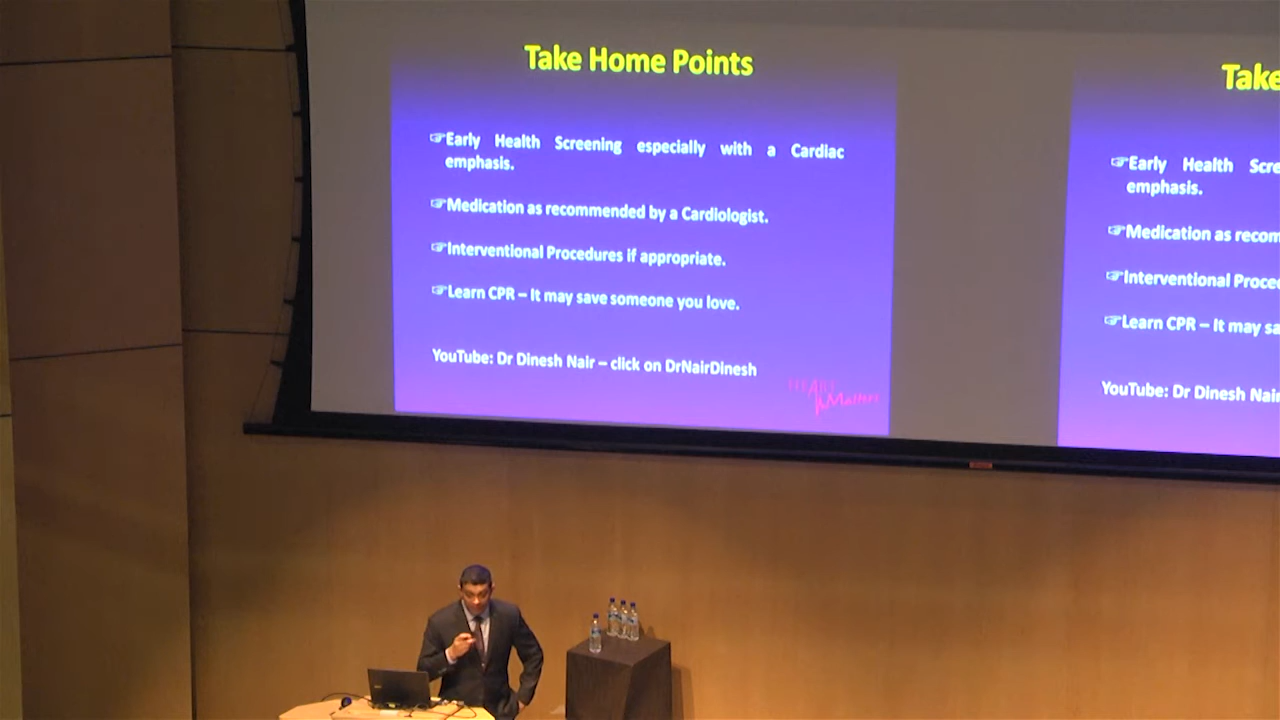 Take Home Points
☞Early Health Screening especially with a Cardiac
emphasis.
☞Medication as recommended by a Cardiologist.
☞Interventional Procedures if appropriate.
☞Learn CPR – It may save someone you love.
YouTube: Dr Dinesh Nair – click on DrNairDinesh
HEART
Matters
Take
☞Early Health Scre
emphasis.
☞Medication as recom
☞Interventional Proce
☞Learn CPR – It may sa
YouTube: Dr Dinesh Nair